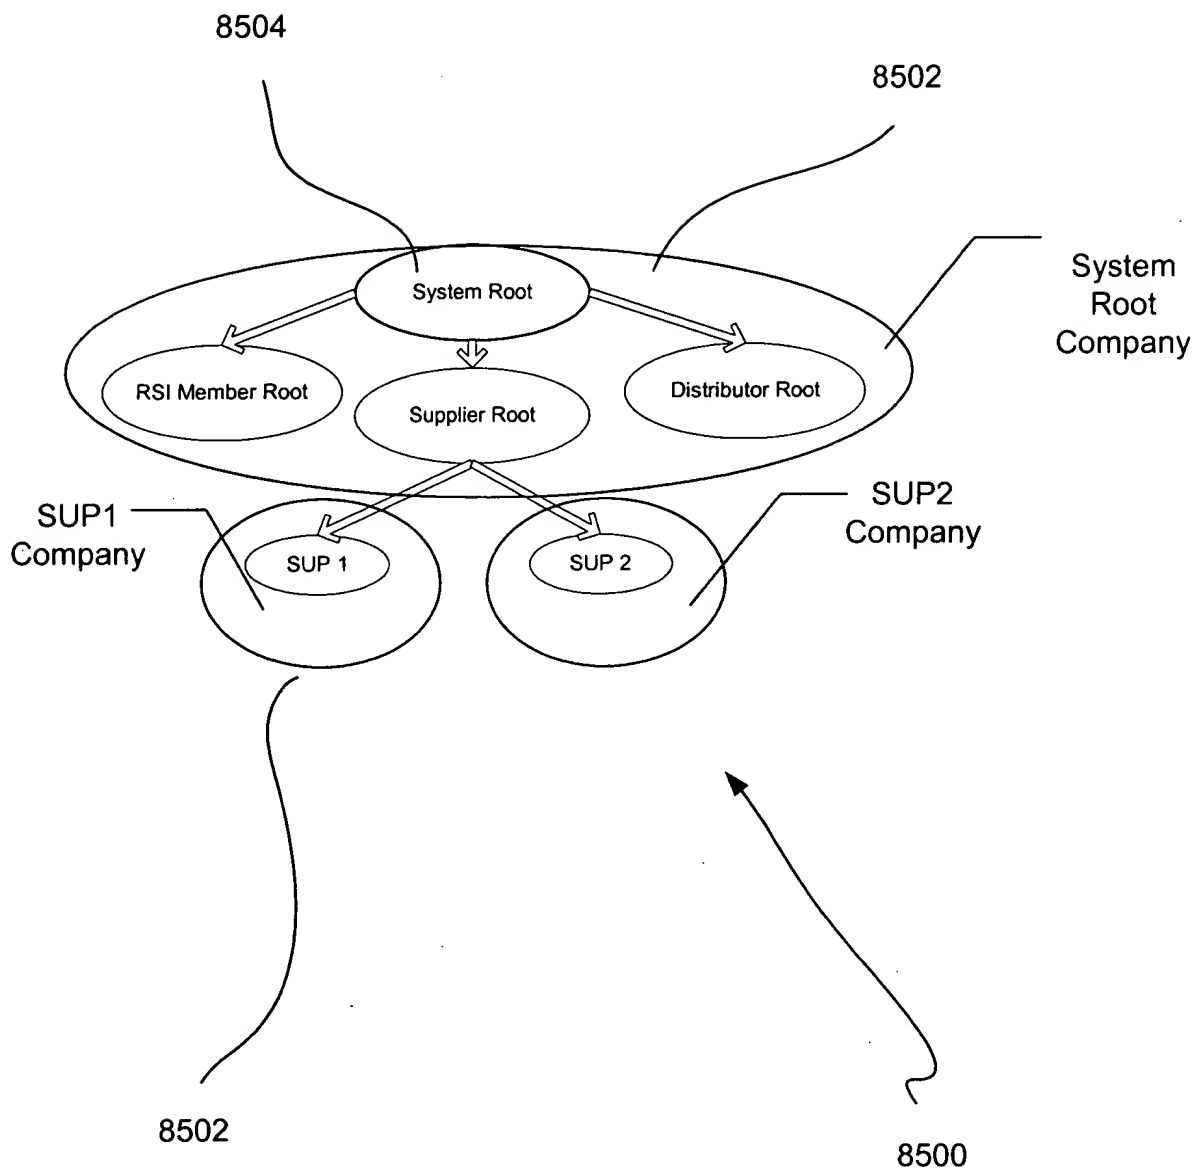 8504
8502
System
Root
Company
System Root
RSI Member Root
Supplier Root
Distributor Root
SUP1
Company
SUP2
Company
SUP 1
SUP 2
8502
8500